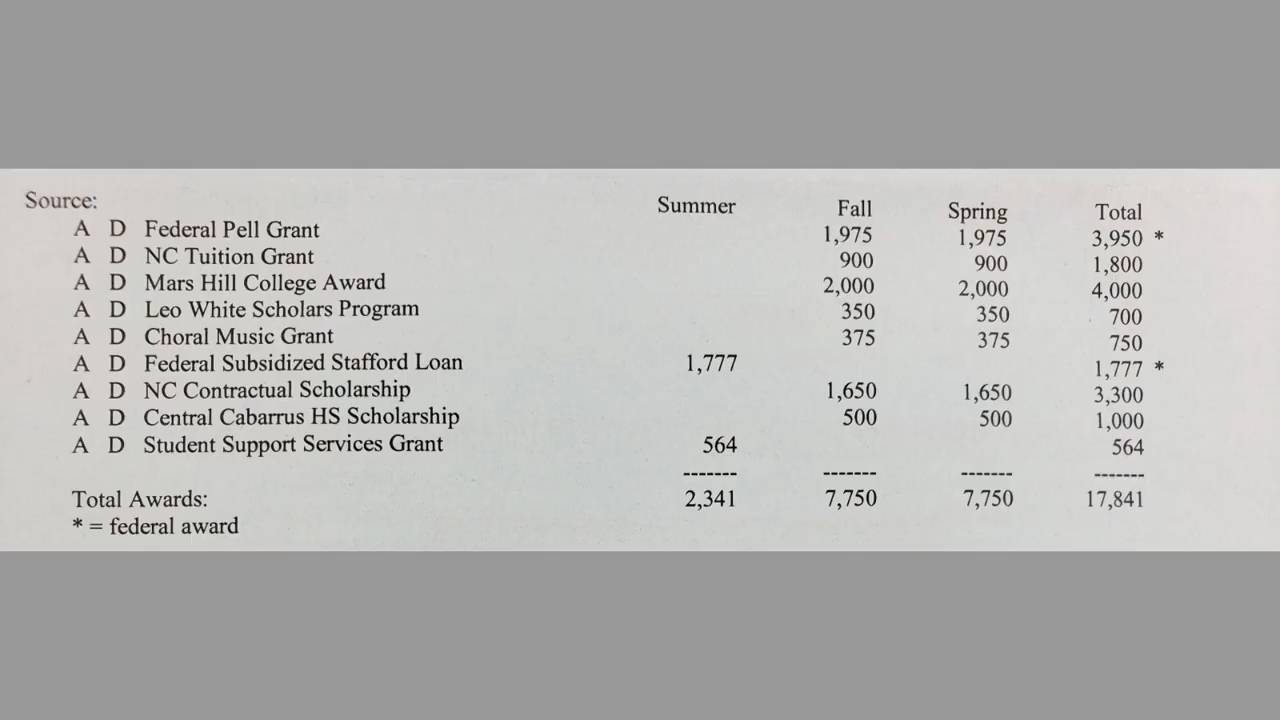 Source: Summer Fall Spring Total
A D Federal Pell Grant 1,975 1,975 3,950 *
A D NC Tuition Grant 900 900 1,800
A D Mars Hill College Award 2,000 2,000 4,000
A D Leo White Scholars Program 350 350 700
A D Choral Music Grant 375 375 750
A D Federal Subsidized Stafford Loan 1,777 1,777 *
A D NC Contractual Scholarship 1,650 1,650 3,300
A D Central Cabarrus HS Scholarship 500 500 1,000
A D Student Support Services Grant 564 564
------- ------- ------- -------
Total Awards: 2,341 7,750 7,750 17,841
* = federal award